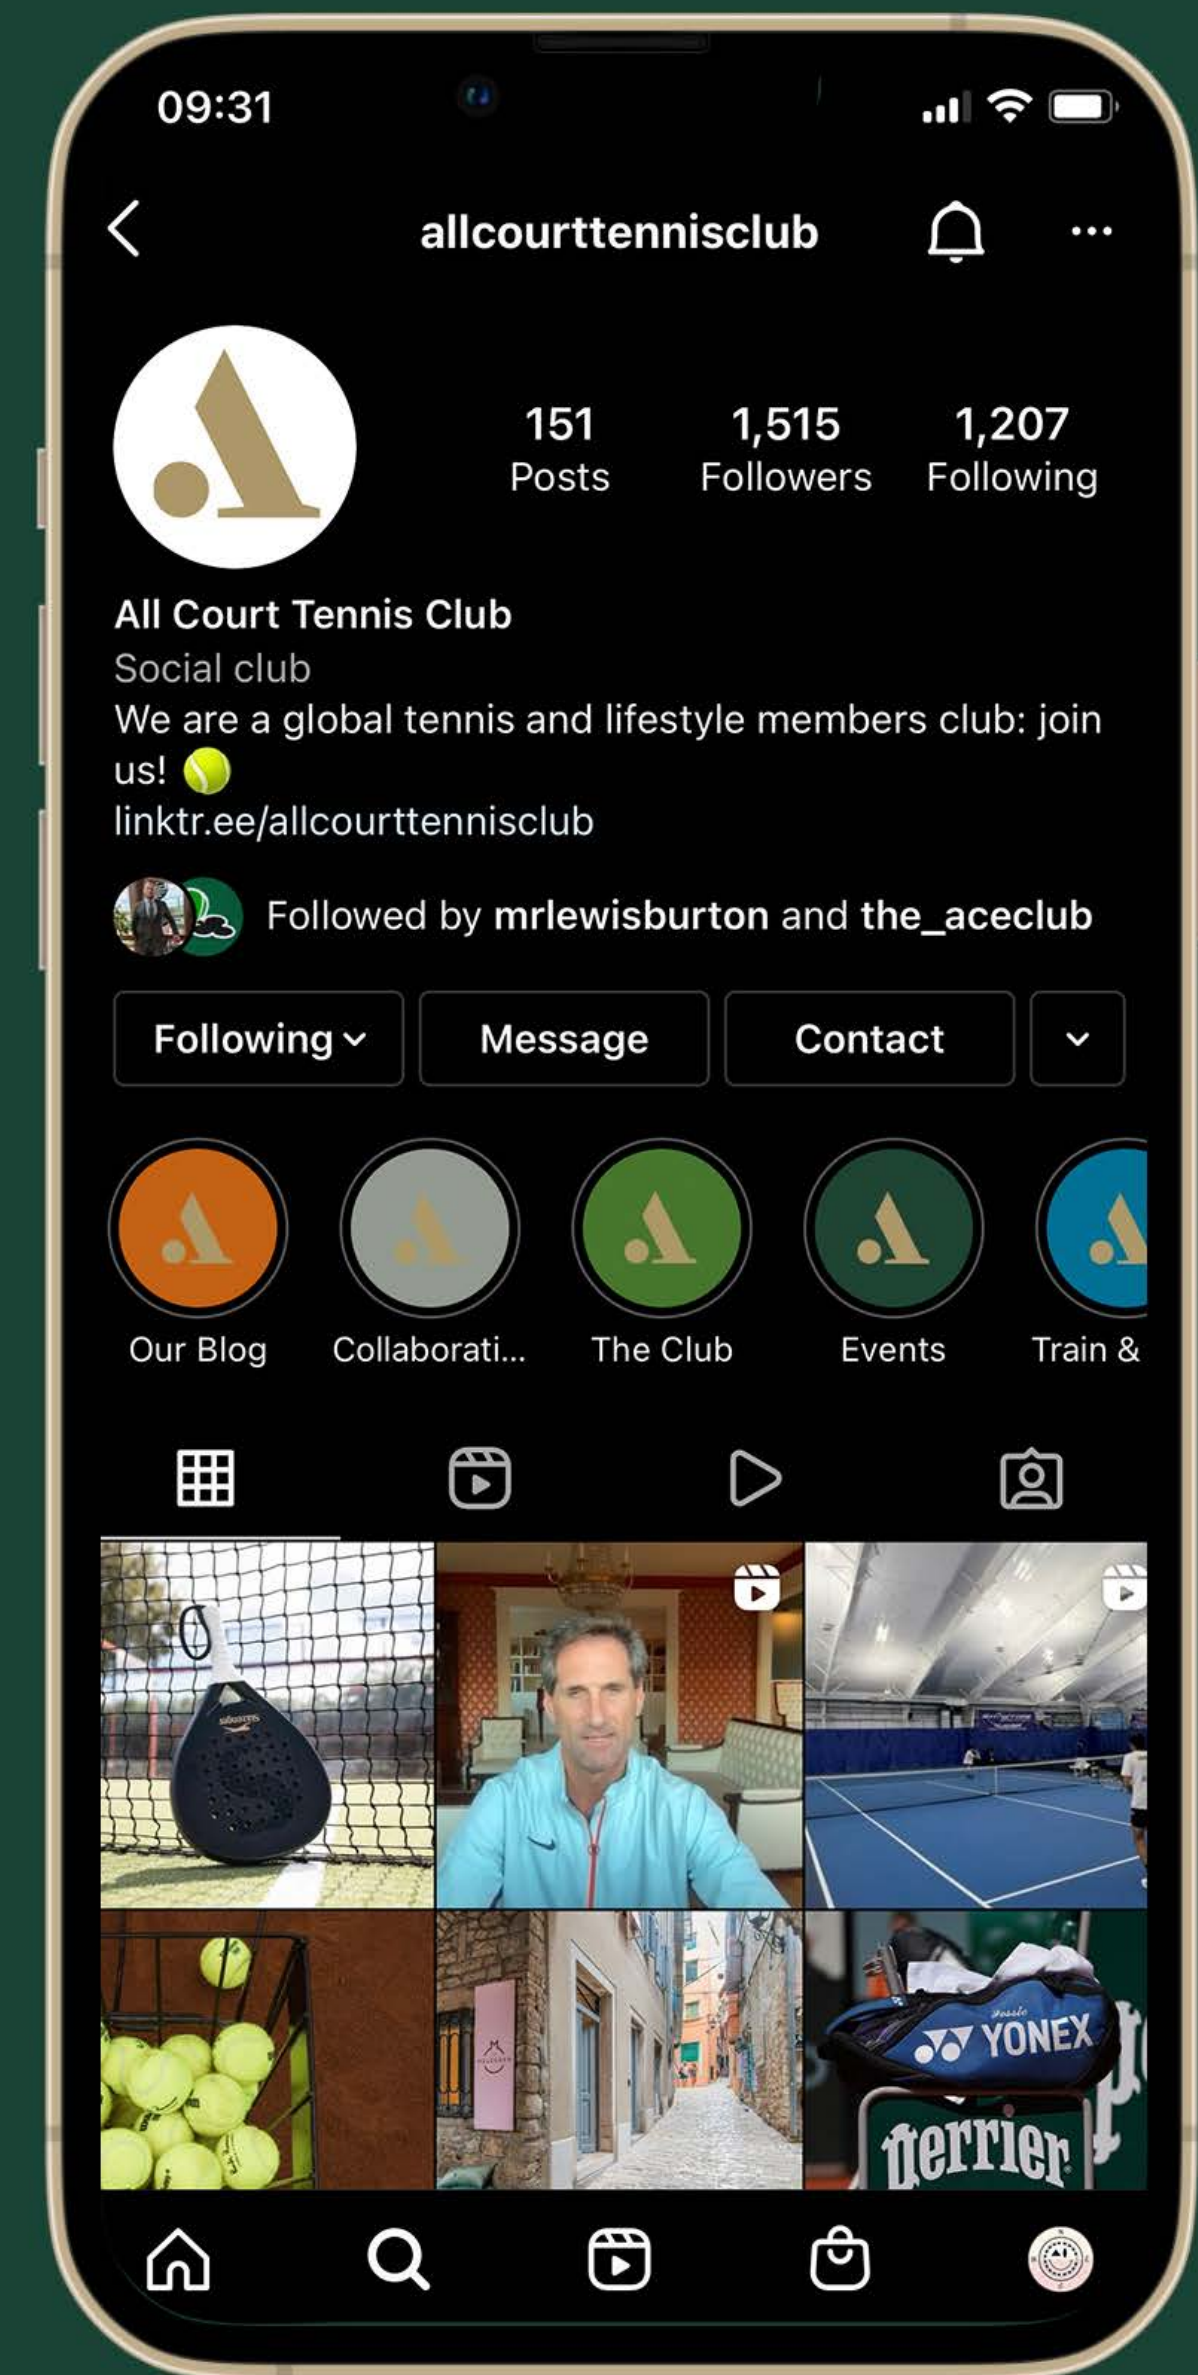 09:31
allcourttennisclub
151
1,515
1,207
Posts
Followers
Following
All Court Tennis Club
Social club
We are a global tennis and lifestyle members club: join
us! 🎾
linktr.ee/allcourttennisclub
Followed by mrlewisburton and the_aceclub
Following
Message
Contact
Our Blog
Collaborati...
The Club
Events
Train &
Jessie
YONEX
perrier